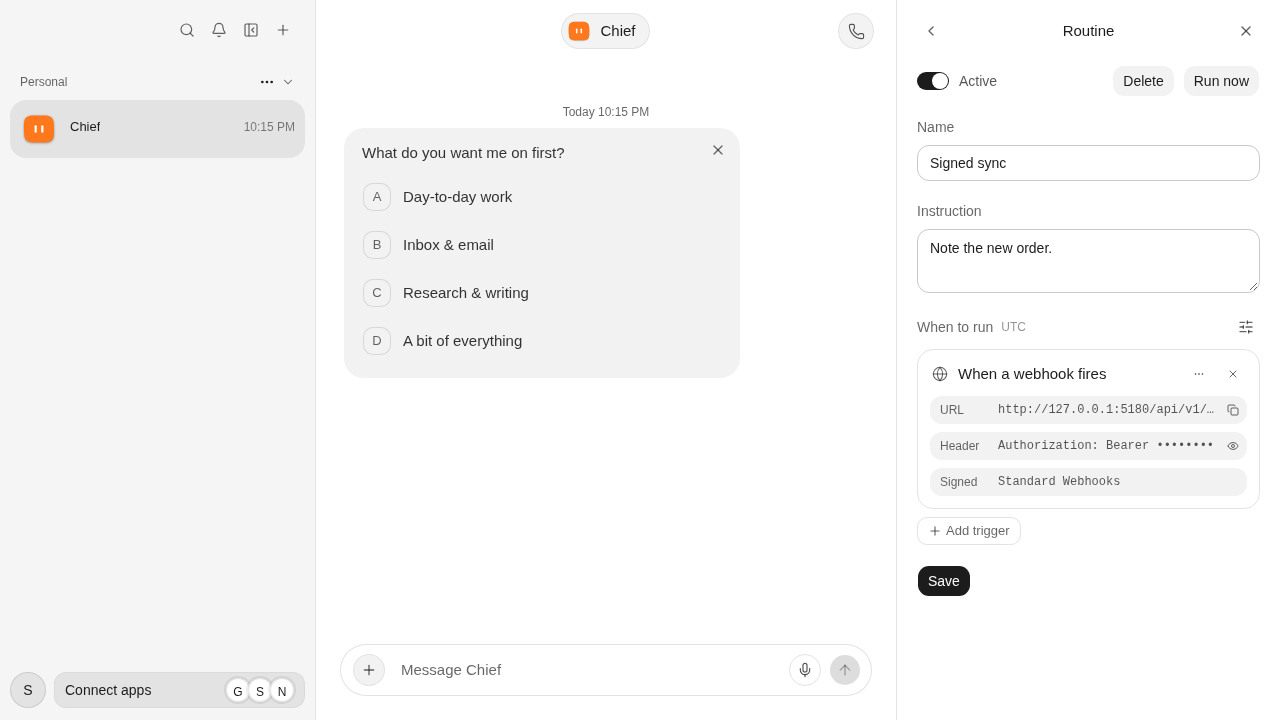 Personal
Chief
10:15 PM
S
Connect apps
G
S
N
Chief
Today 10:15 PM
What do you want me on first?
A Day-to-day work
B Inbox & email
C Research & writing
D A bit of everything
Message Chief
Routine
Active
Delete
Run now
Name
Signed sync
Instruction
Note the new order.
When to run UTC
When a webhook fires
URL http://127.0.0.1:5180/api/v1/…
Header Authorization: Bearer ••••••••
Signed Standard Webhooks
Add trigger
Save